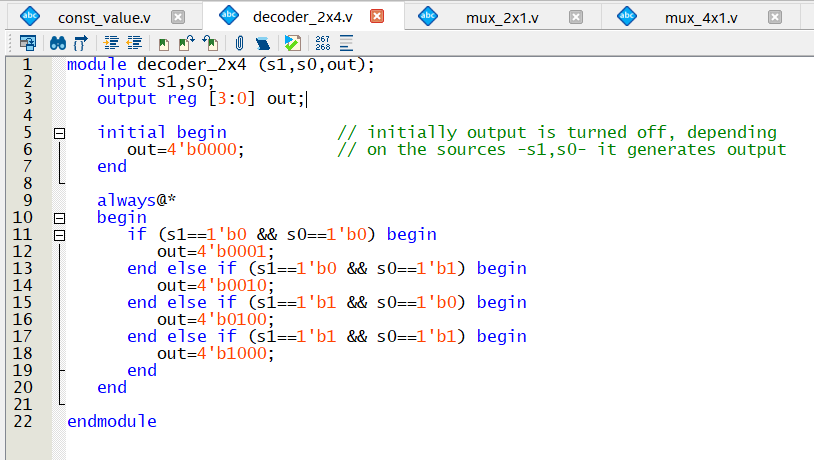 const_value.v decoder_2x4.v mux_2x1.v mux_4x1.v
267
268
1 module decoder_2x4 (s1,s0,out);
2 input s1,s0;
3 output reg [3:0] out;
4
5 initial begin // initially output is turned off, depending
6 out=4'b0000; // on the sources -s1,s0- it generates output
7 end
8
9 always@*
10 begin
11 if (s1==1'b0 && s0==1'b0) begin
12 out=4'b0001;
13 end else if (s1==1'b0 && s0==1'b1) begin
14 out=4'b0010;
15 end else if (s1==1'b1 && s0==1'b0) begin
16 out=4'b0100;
17 end else if (s1==1'b1 && s0==1'b1) begin
18 out=4'b1000;
19 end
20 end
21
22 endmodule